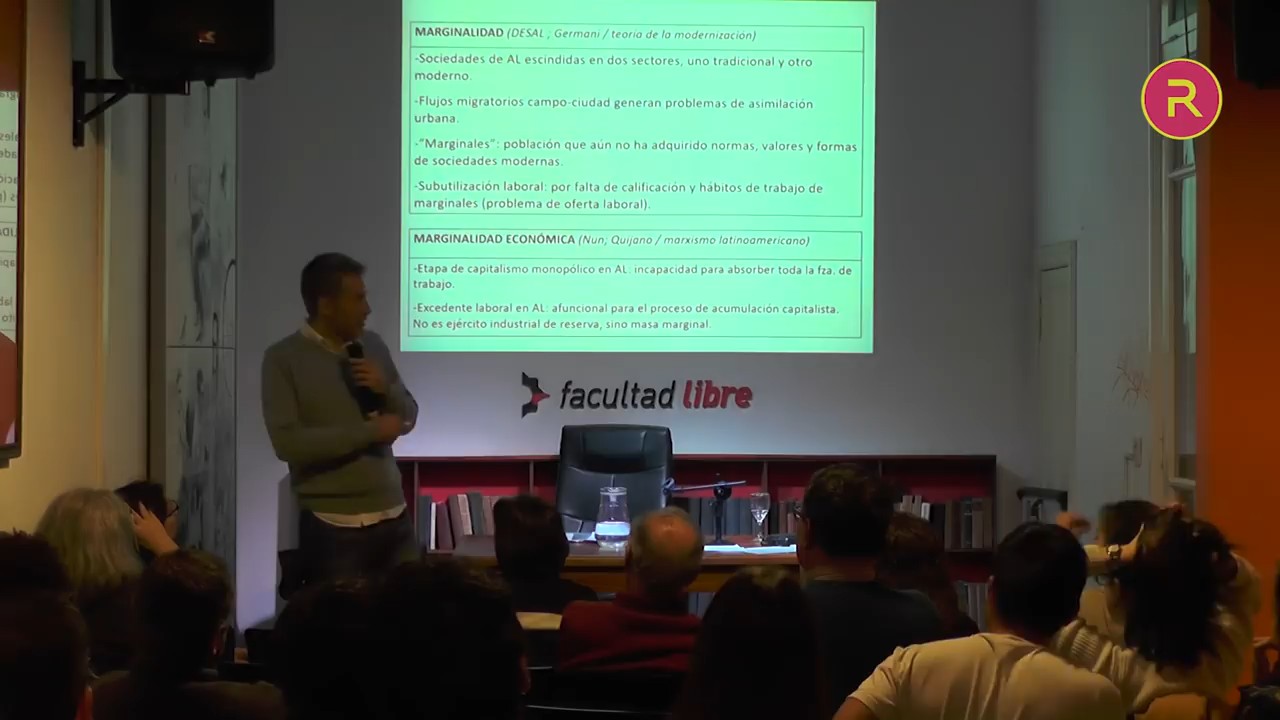 MARGINALIDAD (DESAL , Germani / teoría de la modernización)
-Sociedades de AL escindidas en dos sectores, uno tradicional y otro
moderno.
-Flujos migratorios campo-ciudad generan problemas de asimilación
urbana.
-"Marginales": población que aún no ha adquirido normas, valores y formas
de sociedades modernas.
-Subutilización laboral: por falta de calificación y hábitos de trabajo de
marginales (problema de oferta laboral).
MARGINALIDAD ECONÓMICA (Nun; Quijano / marxismo latinoamericano)
-Etapa de capitalismo monopólico en AL: incapacidad para absorber toda la fza. de
trabajo.
-Excedente laboral en AL: afuncional para el proceso de acumulación capitalista.
No es ejército industrial de reserva, sino masa marginal.
facultad libre
R